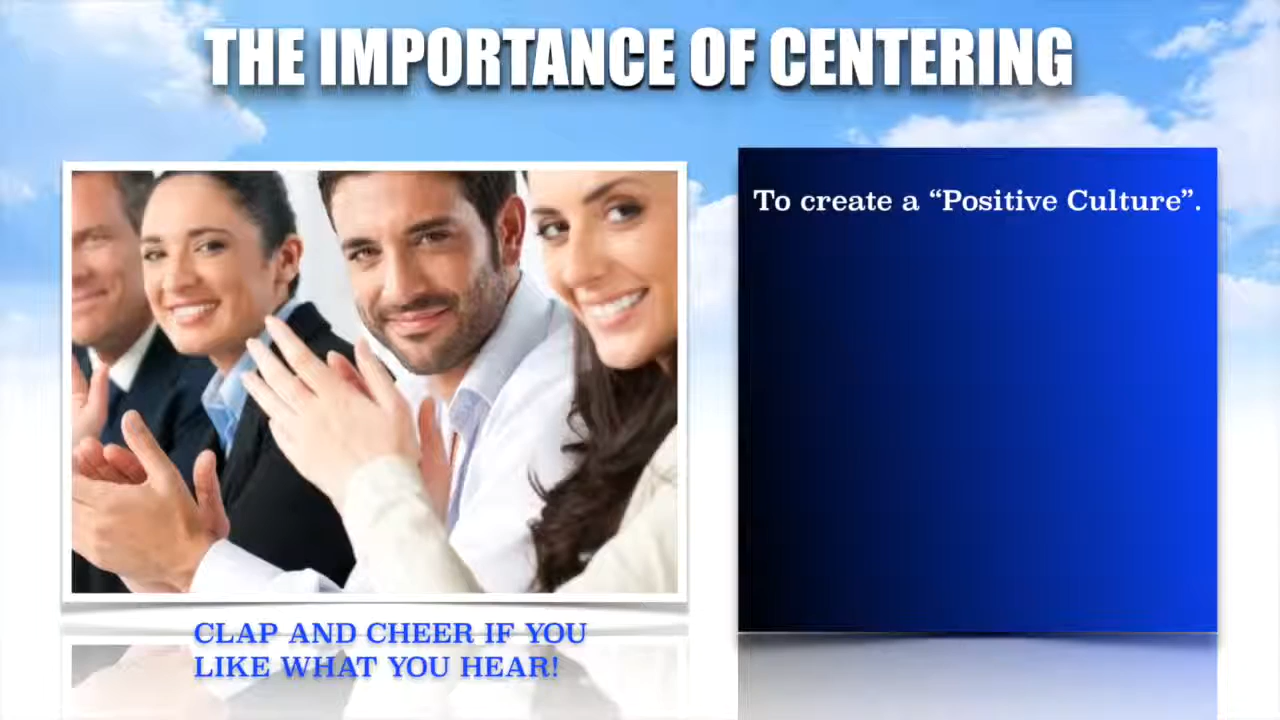 THE IMPORTANCE OF CENTERING
To create a “Positive Culture”.
CLAP AND CHEER IF YOU
LIKE WHAT YOU HEAR!